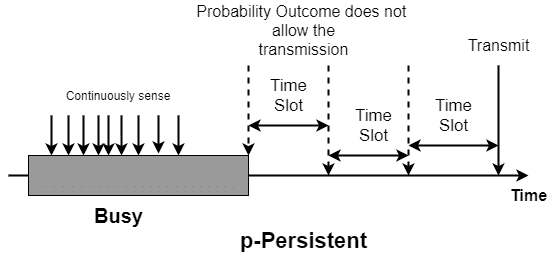 Probability Outcome does not
allow the
transmission
Transmit
Continuously sense
Time
Slot
Time
Slot
Time
Slot
Time
Busy
p-Persistent